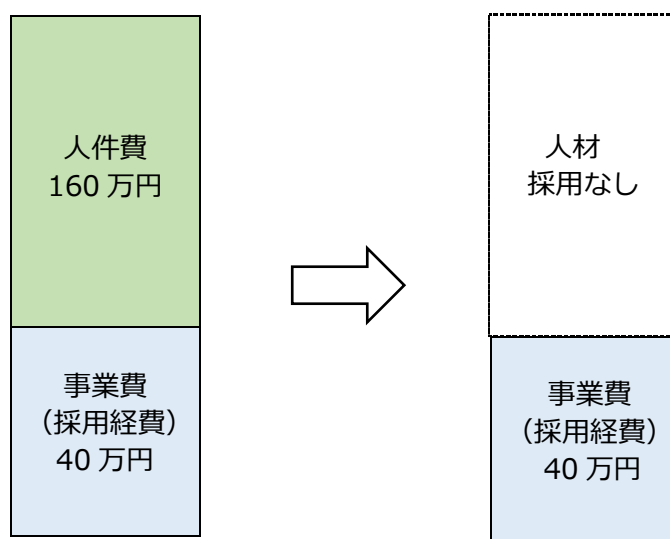 人件費
160 万円
事業費
（採用経費）
40 万円
人材
採用なし
事業費
（採用経費）
40 万円